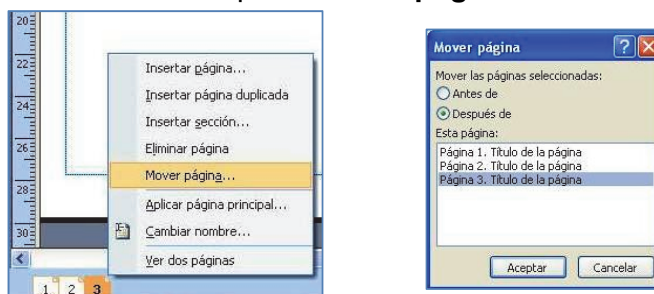 20
22
24
26
28
30
Insertar página...
Insertar página duplicada
Insertar sección...
Eliminar página
Mover página...
Aplicar página principal...
Cambiar nombre...
Ver dos páginas
1 2 3
Mover página
Mover las páginas seleccionadas:
Antes de
Después de
Esta página:
Página 1. Título de la página
Página 2. Título de la página
Página 3. Título de la página
Aceptar Cancelar